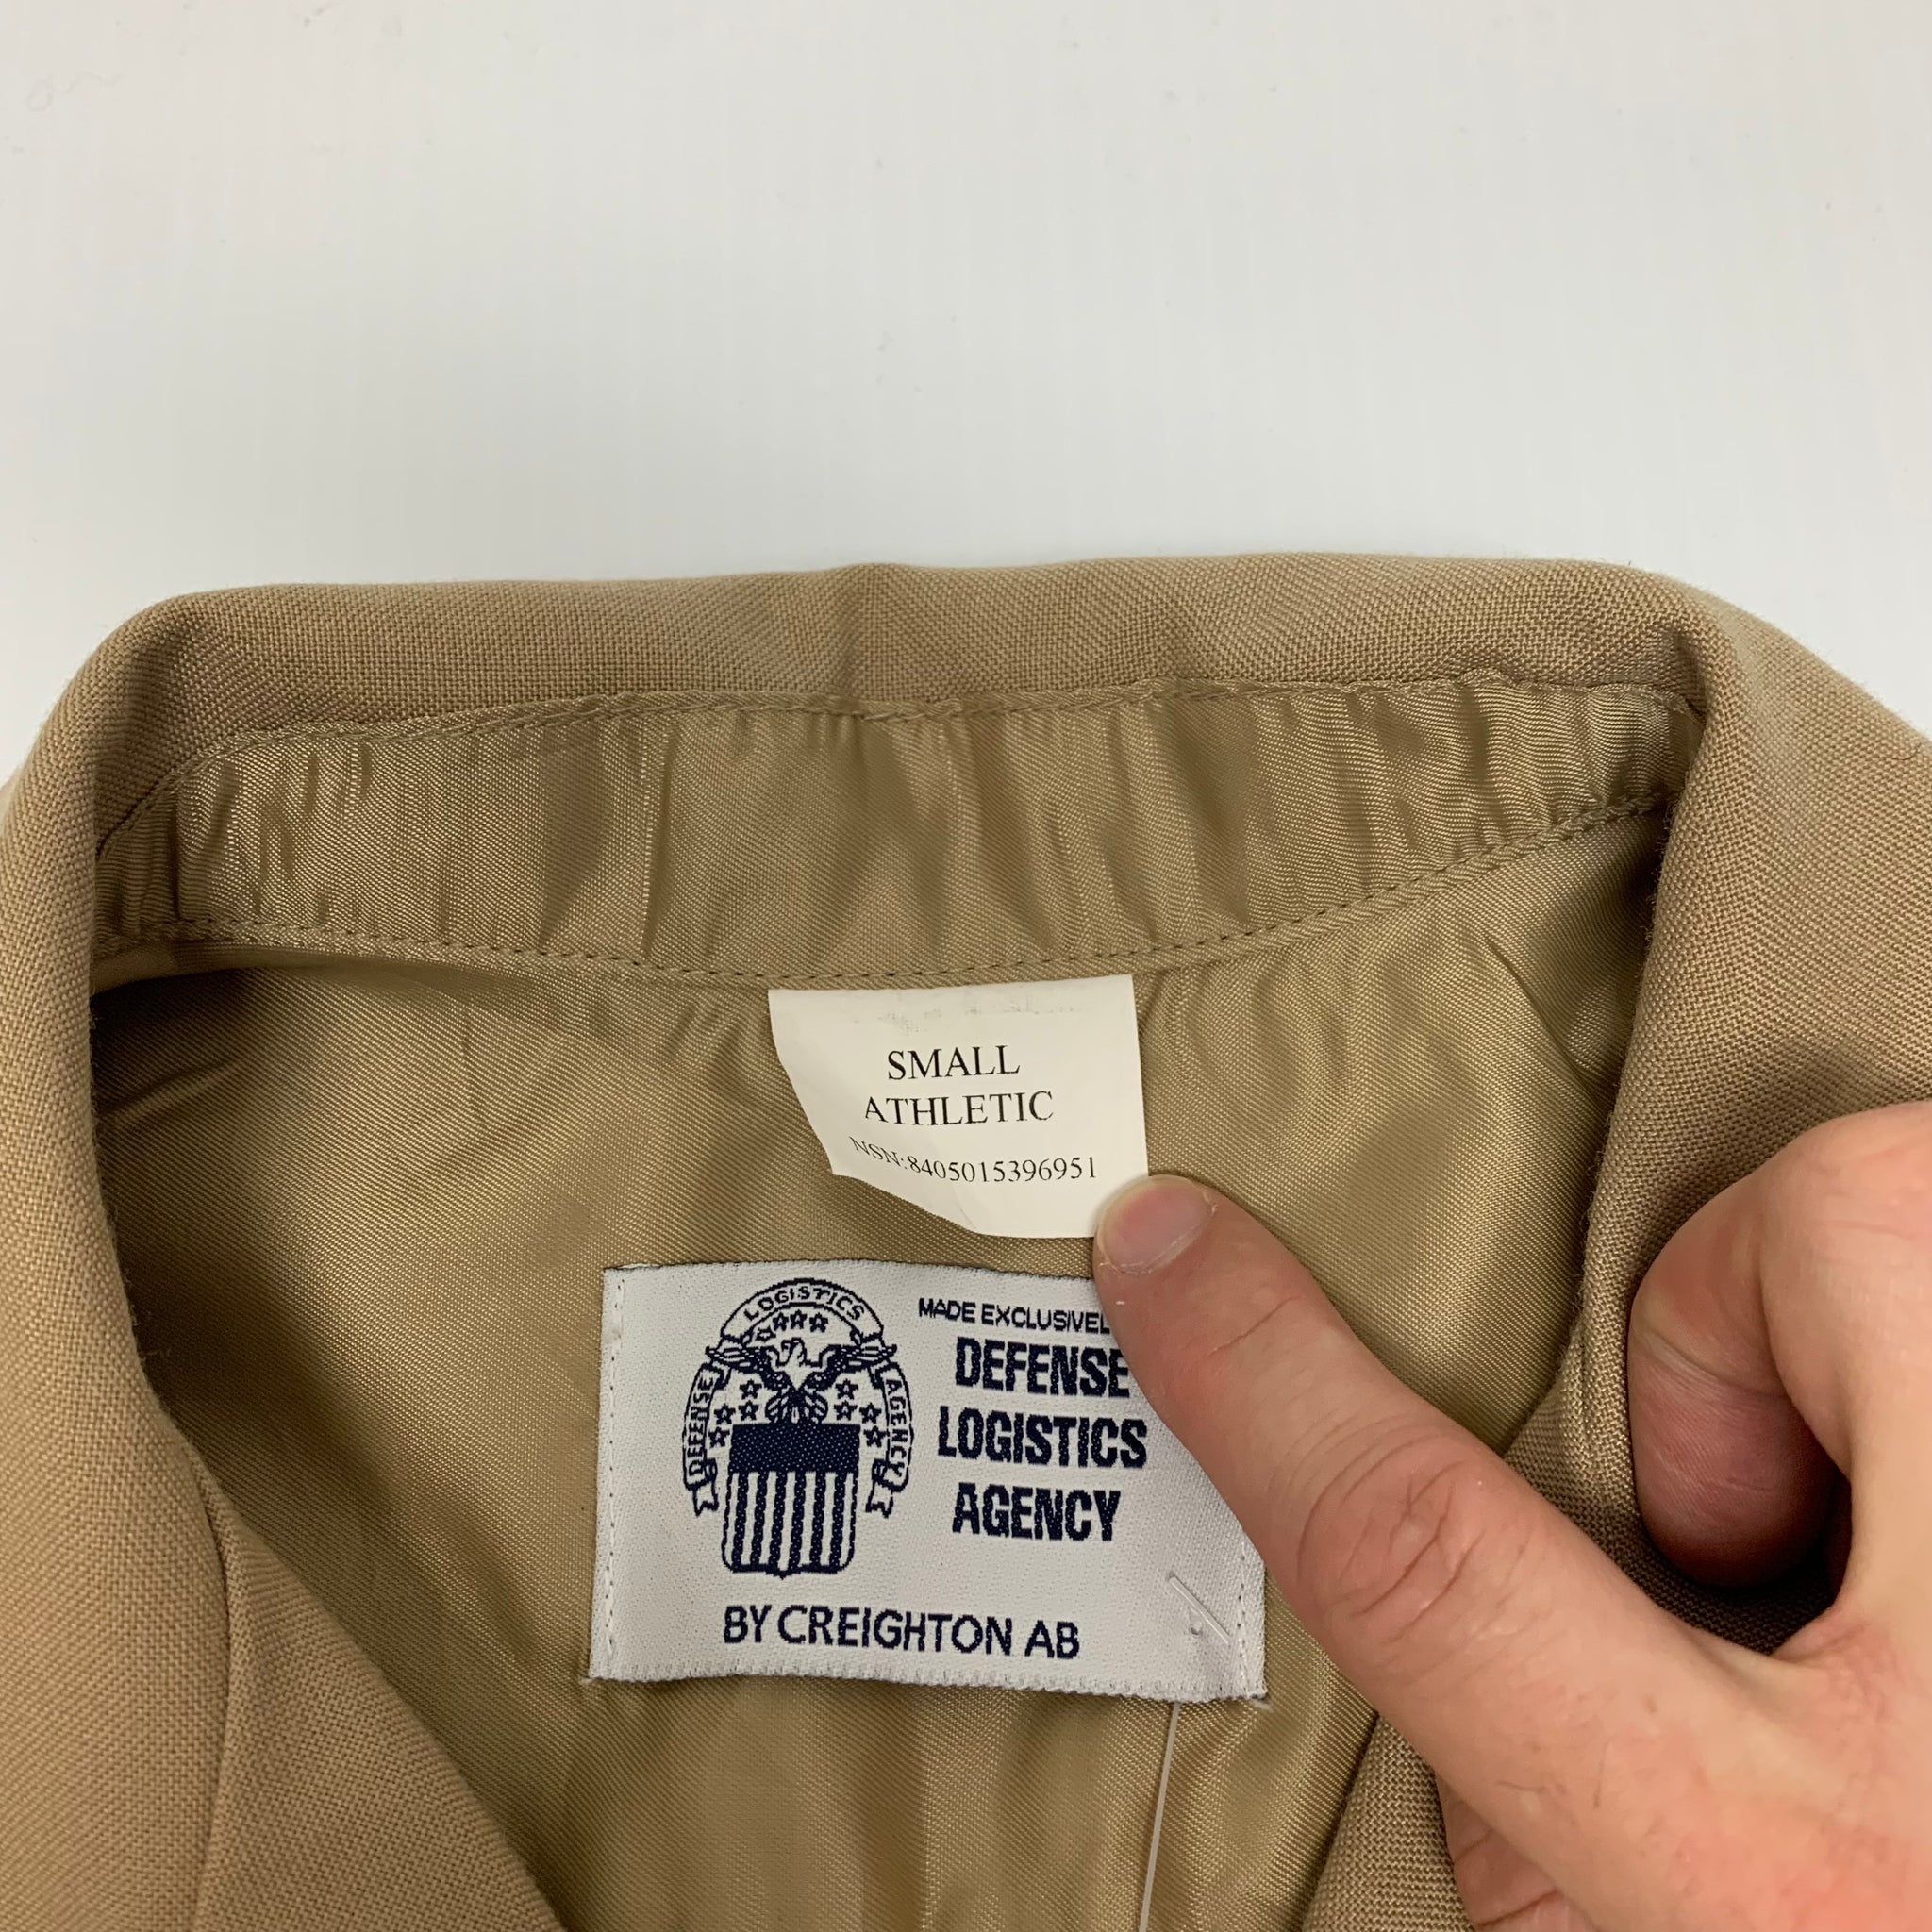 SMALL
ATHLETIC
NSN:8405015396951
LOGISTICS
DEFENSE
AGENCY
MADE EXCLUSIVEL
DEFENSE
LOGISTICS
AGENCY
BY CREIGHTON AB